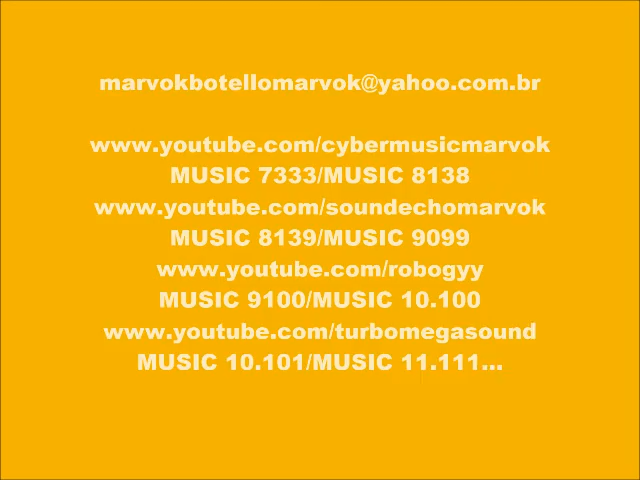 marvokbotellomarvok@yahoo.com.br
www.youtube.com/cybermusicmarvok
MUSIC 7333/MUSIC 8138
www.youtube.com/soundechomarvok
MUSIC 8139/MUSIC 9099
www.youtube.com/robogyy
MUSIC 9100/MUSIC 10.100
www.youtube.com/turbomegasound
MUSIC 10.101/MUSIC 11.111...